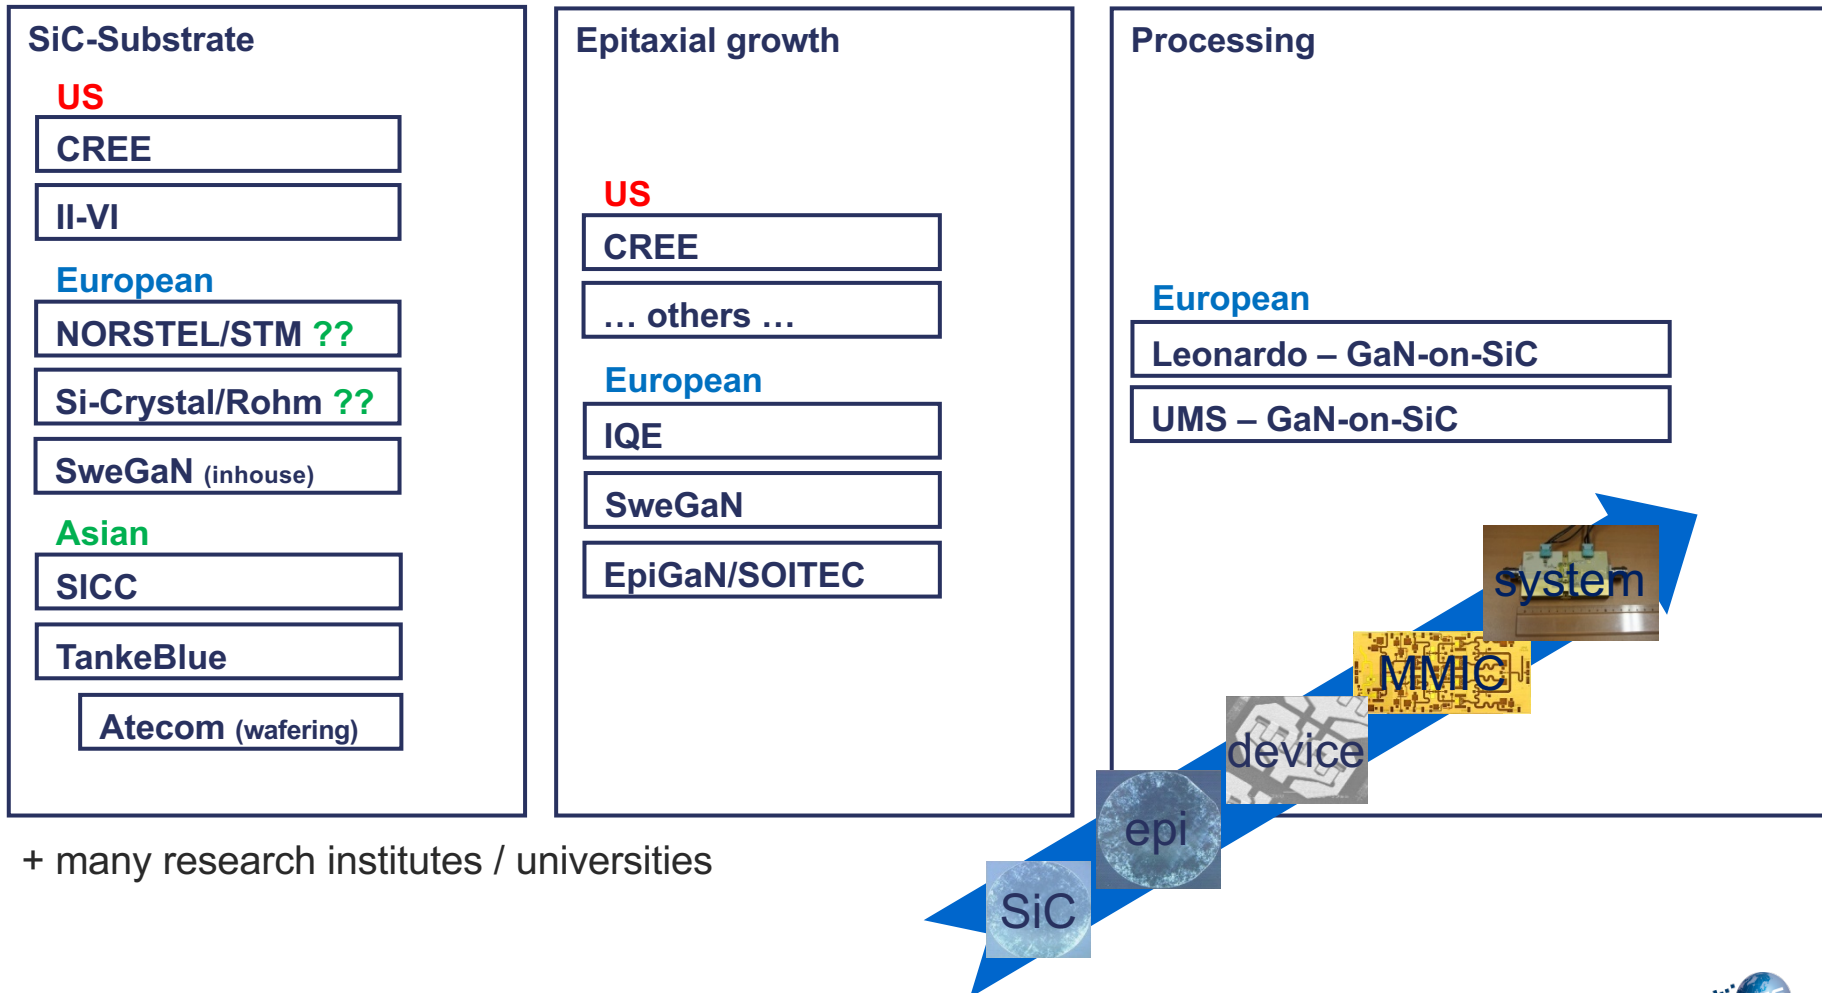 SiC-Substrate
US
CREE
II-VI
European
NORSTEL/STM ??
Si-Crystal/Rohm ??
SweGaN (inhouse)
Asian
SICC
TankeBlue
Atecom (wafering)
Epitaxial growth
US
CREE
… others …
European
IQE
SweGaN
EpiGaN/SOITEC
Processing
European
Leonardo – GaN-on-SiC
UMS – GaN-on-SiC
system
MMIC
device
epi
SiC
+ many research institutes / universities